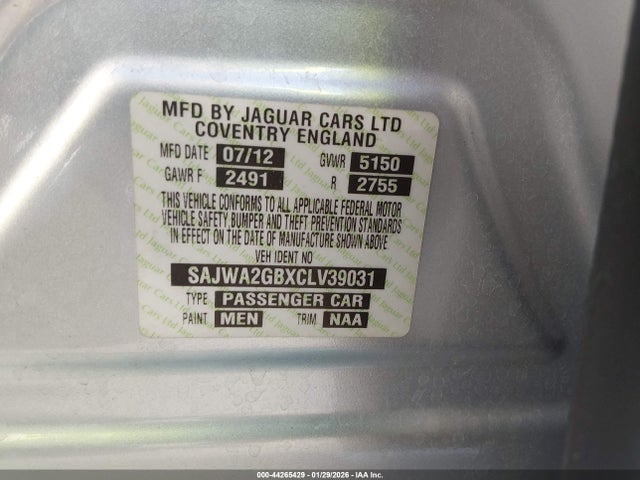 MFD BY JAGUAR CARS LTD
COVENTRY ENGLAND
MFD DATE 07/12 GVWR 5150
GAWR F 2491 R 2755
THIS VEHICLE CONFORMS TO ALL APPLICABLE FEDERAL MOTOR
VEHICLE SAFETY BUMPER AND THEFT PREVENTION STANDARDS
IN EFFECT ON THE DATE OF MANUFACTURE SHOWN ABOVE
VEH IDENT NO
SAJWA2GBXCLV39031
TYPE PASSENGER CAR
PAINT MEN TRIM NAA
000-44265429 - 01/29/2026 - IAA Inc.